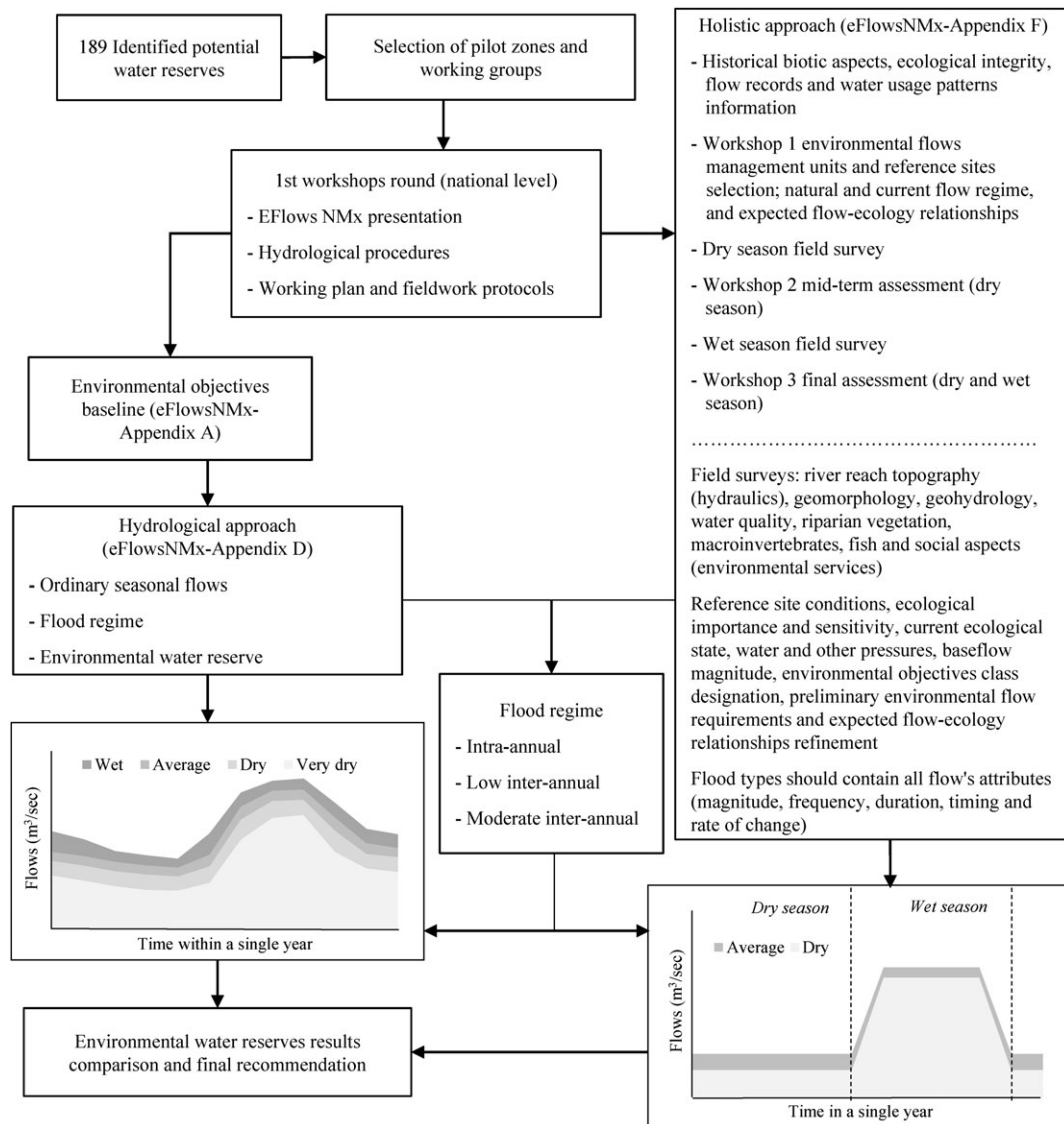 189 Identified potential
water reserves
Selection of pilot zones and
working groups
1st workshops round (national level)
- EFlows NMx presentation
- Hydrological procedures
- Working plan and fieldwork protocols
Environmental objectives
baseline (eFlowsNMx-
Appendix A)
Hydrological approach
(eFlowsNMx-Appendix D)
- Ordinary seasonal flows
- Flood regime
- Environmental water reserve
Flood regime
- Intra-annual
- Low inter-annual
- Moderate inter-annual
Wet Average Dry Very dry
Flows (m³/sec)
Time within a single year
Environmental water reserves results
comparison and final recommendation
Holistic approach (eFlowsNMx-Appendix F)
- Historical biotic aspects, ecological integrity,
flow records and water usage patterns
information
- Workshop 1 environmental flows
management units and reference sites
selection; natural and current flow regime,
and expected flow-ecology relationships
- Dry season field survey
- Workshop 2 mid-term assessment (dry
season)
- Wet season field survey
- Workshop 3 final assessment (dry and wet
season)
……………………………………………
Field surveys: river reach topography
(hydraulics), geomorphology, geohydrology,
water quality, riparian vegetation,
macroinvertebrates, fish and social aspects
(environmental services)
Reference site conditions, ecological
importance and sensitivity, current ecological
state, water and other pressures, baseflow
magnitude, environmental objectives class
designation, preliminary environmental flow
requirements and expected flow-ecology
relationships refinement
Flood types should contain all flow's attributes
(magnitude, frequency, duration, timing and
rate of change)
Dry season Wet season
Average Dry
Flows (m³/sec)
Time in a single year